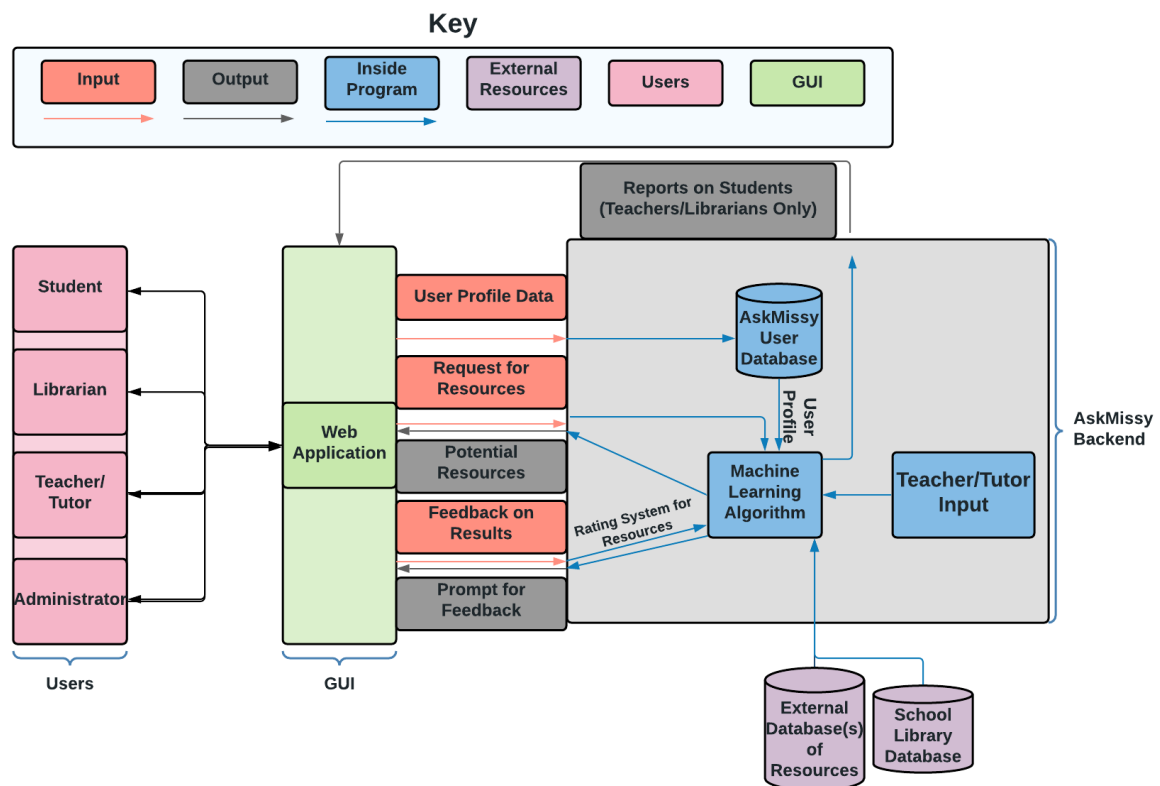 Key
Input
Output
Inside
Program
External
Resources
Users
GUI
Reports on Students
(Teachers/Librarians Only)
Student
Librarian
Teacher/
Tutor
Administrator
Users
Web
Application
GUI
User Profile Data
Request for
Resources
Potential
Resources
Feedback on
Results
Prompt for
Feedback
AskMissy
User
Database
User
Profile
Machine
Learning
Algorithm
Rating System for
Resources
Teacher/Tutor
Input
AskMissy
Backend
External
Database(s)
of
Resources
School
Library
Database